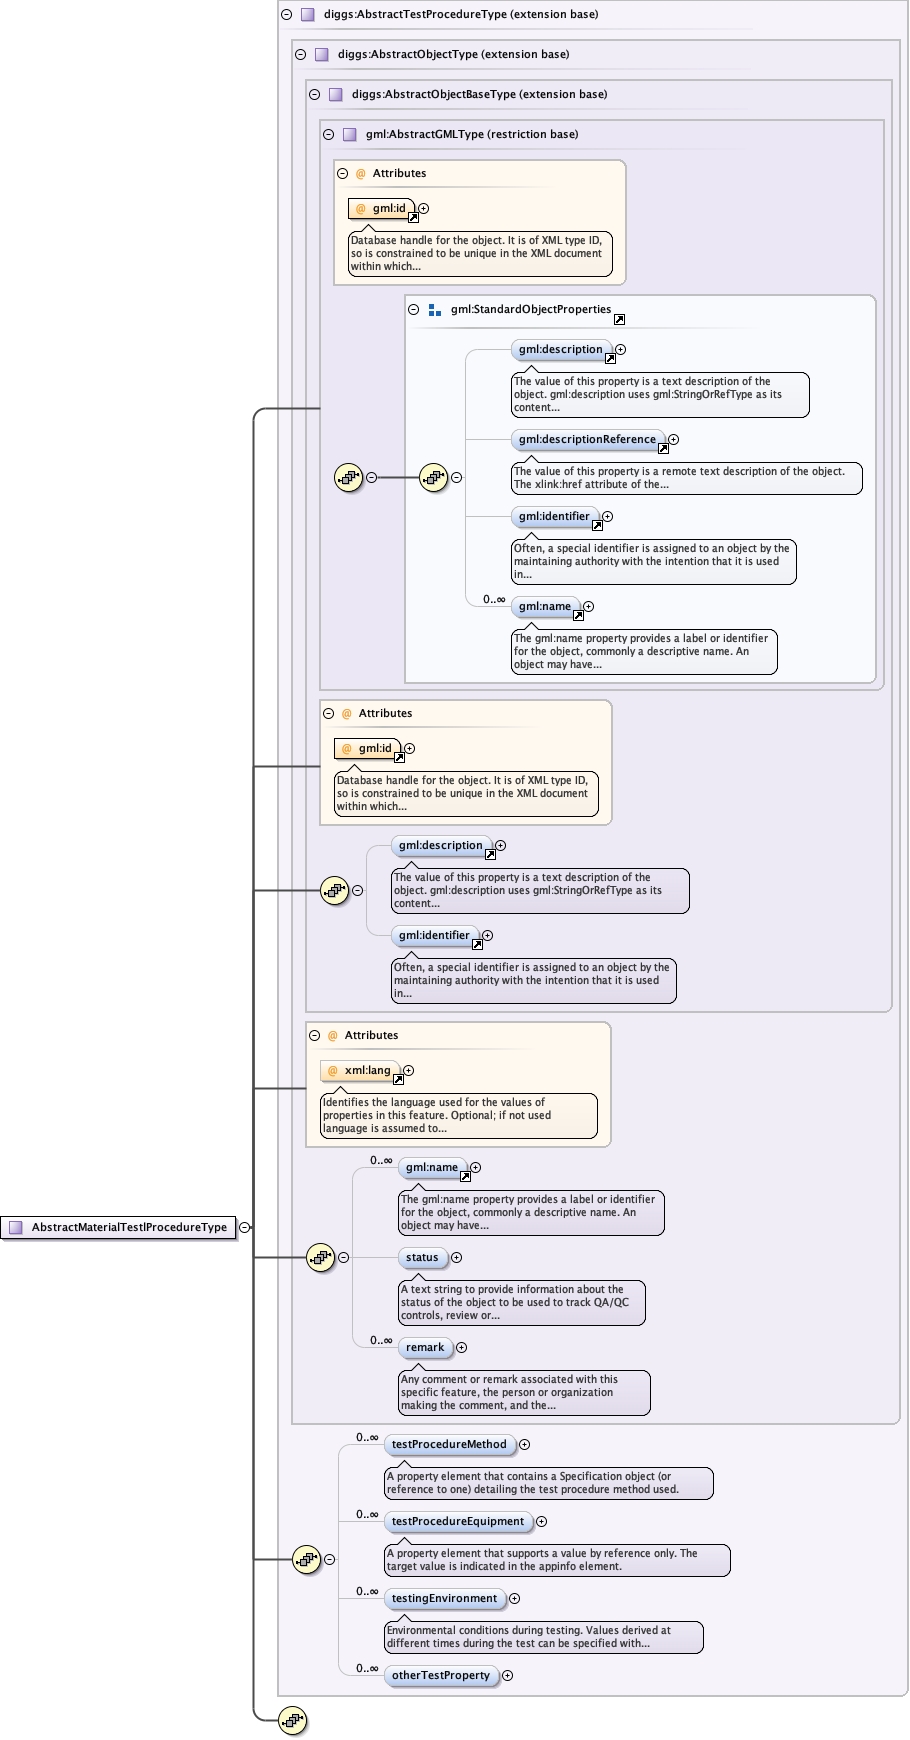 diggs:AbstractTestProcedureType (extension base)
diggs:AbstractObjectType (extension base)
diggs:AbstractObjectBaseType (extension base)
gml:AbstractGMLType (restriction base)
@ Attributes
@ gml:id
Database handle for the object. It is of XML type ID,
so is constrained to be unique in the XML document
within which...
gml:StandardObjectProperties
gml:description
The value of this property is a text description of the
object. gml:description uses gml:StringOrRefType as its
content...
gml:descriptionReference
The value of this property is a remote text description of the object.
The xlink:href attribute of the...
gml:identifier
Often, a special identifier is assigned to an object by the
maintaining authority with the intention that it is used
in...
0..∞ gml:name
The gml:name property provides a label or identifier
for the object, commonly a descriptive name. An
object may have...
@ Attributes
@ gml:id
Database handle for the object. It is of XML type ID,
so is constrained to be unique in the XML document
within which...
gml:description
The value of this property is a text description of the
object. gml:description uses gml:StringOrRefType as its
content...
gml:identifier
Often, a special identifier is assigned to an object by the
maintaining authority with the intention that it is used
in...
@ Attributes
@ xml:lang
Identifies the language used for the values of
properties in this feature. Optional; if not used
language is assumed to...
0..∞ gml:name
The gml:name property provides a label or identifier
for the object, commonly a descriptive name. An
object may have...
AbstractMaterialTestlProcedureType
status
A text string to provide information about the
status of the object to be used to track QA/QC
controls, review or...
0..∞ remark
Any comment or remark associated with this
specific feature, the person or organization
making the comment, and the...
0..∞ testProcedureMethod
A property element that contains a Specification object (or
reference to one) detailing the test procedure method used.
0..∞ testProcedureEquipment
A property element that supports a value by reference only. The
target value is indicated in the appinfo element.
0..∞ testingEnvironment
Environmental conditions during testing. Values derived at
different times during the test can be specified with...
0..∞ otherTestProperty